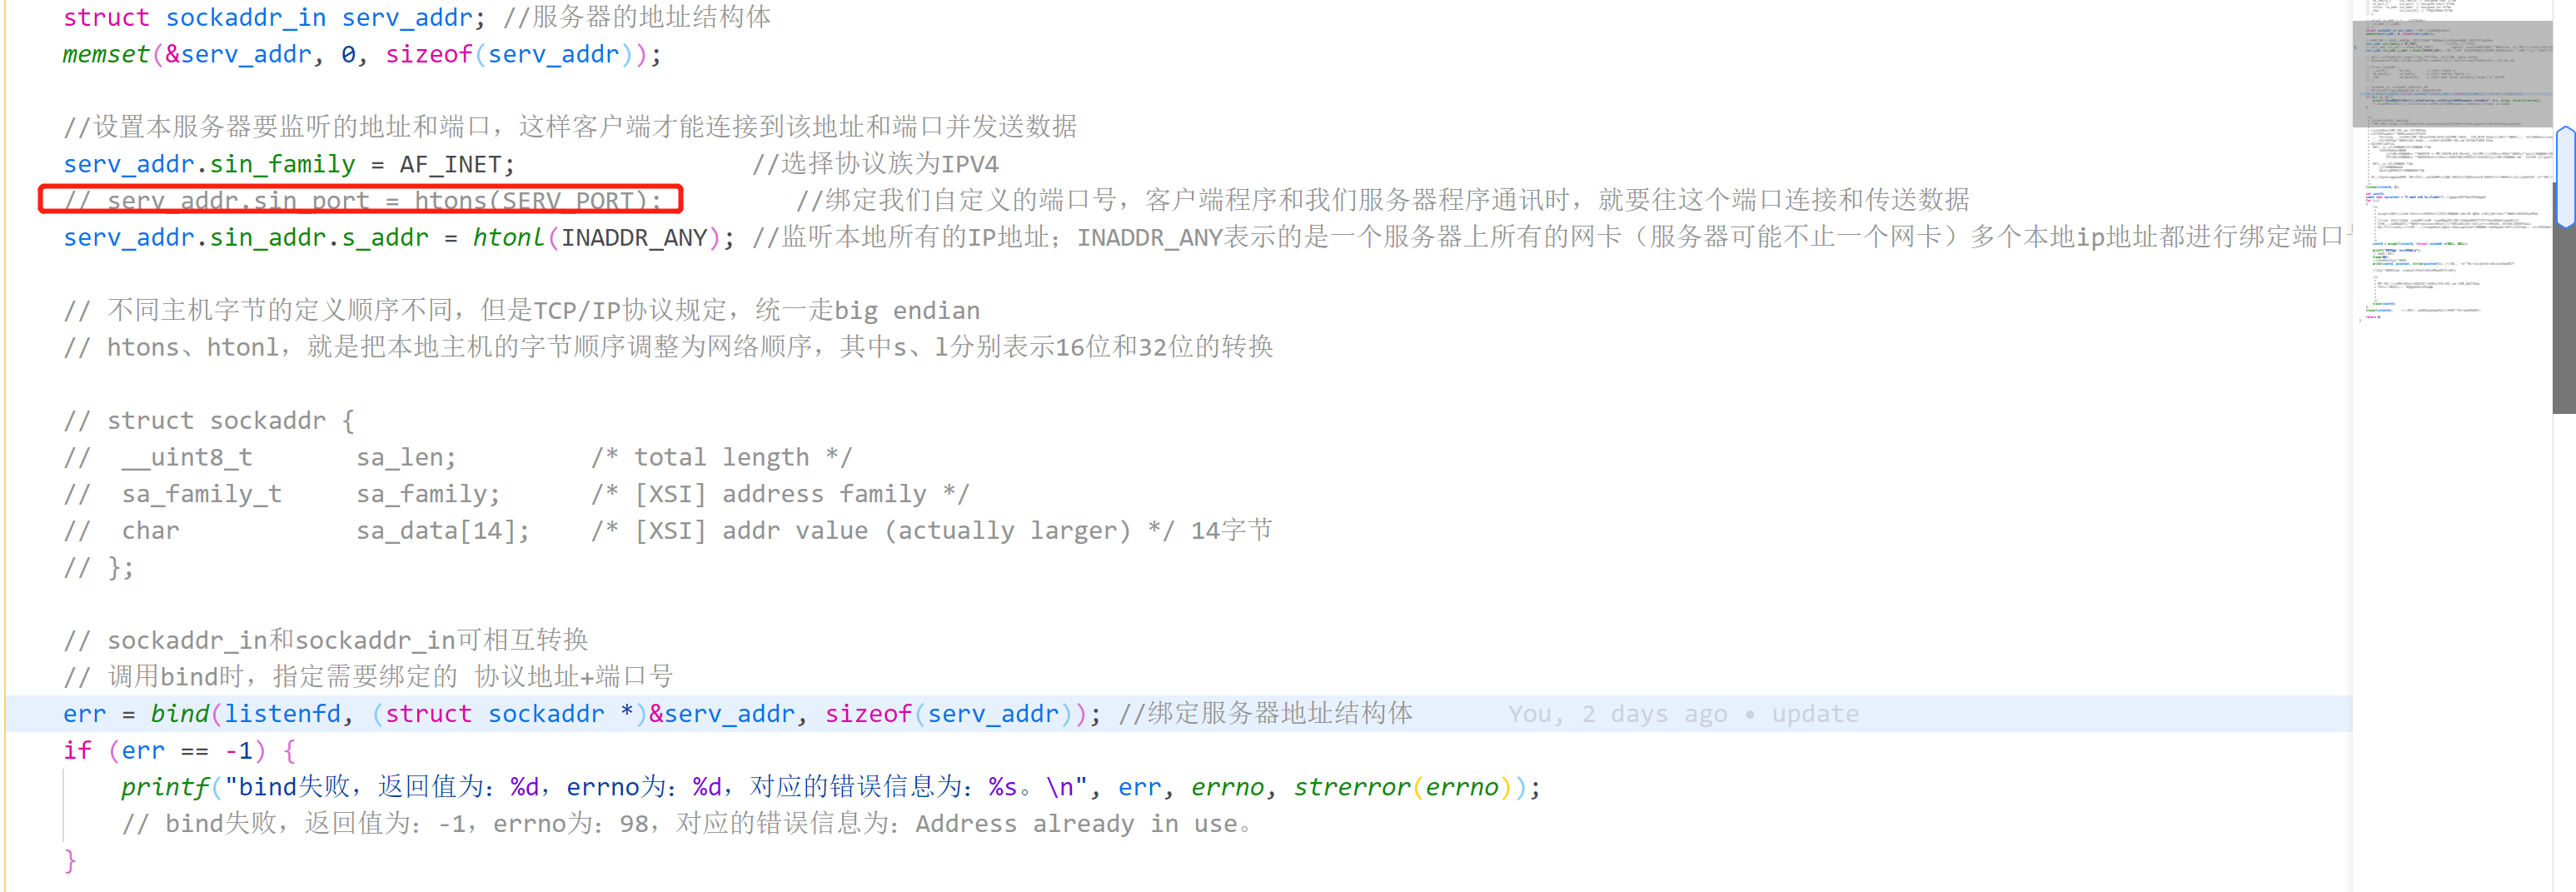 struct sockaddr_in serv_addr; //服务器的地址结构体
memset(&serv_addr, 0, sizeof(serv_addr));
//设置本服务器要监听的地址和端口，这样客户端才能连接到该地址和端口并发送数据
serv_addr.sin_family = AF_INET; //选择协议族为IPV4
// serv_addr.sin_port = htons(SERV_PORT); //绑定我们自定义的端口号，客户端程序和我们服务器程序通讯时，就要往这个端口连接和传送数据
serv_addr.sin_addr.s_addr = htonl(INADDR_ANY); //监听本地所有的IP地址；INADDR_ANY表示的是一个服务器上所有的网卡（服务器可能不止一个网卡）多个本地ip地址都进行绑定端口
// 不同主机字节的定义顺序不同，但是TCP/IP协议规定，统一走big endian
// htons、htonl，就是把本地主机的字节顺序调整为网络顺序，其中s、l分别表示16位和32位的转换
// struct sockaddr {
// __uint8_t sa_len; /* total length */
// sa_family_t sa_family; /* [XSI] address family */
// char sa_data[14]; /* [XSI] addr value (actually larger) */ 14字节
// };
// sockaddr_in和sockaddr_in可相互转换
// 调用bind时，指定需要绑定的 协议地址+端口号
err = bind(listenfd, (struct sockaddr *)&serv_addr, sizeof(serv_addr)); //绑定服务器地址结构体 You, 2 days ago • update
if (err == -1) {
printf("bind失败，返回值为：%d，errno为：%d，对应的错误信息为：%s。\n", err, errno, strerror(errno));
// bind失败，返回值为：-1，errno为：98，对应的错误信息为：Address already in use。
}